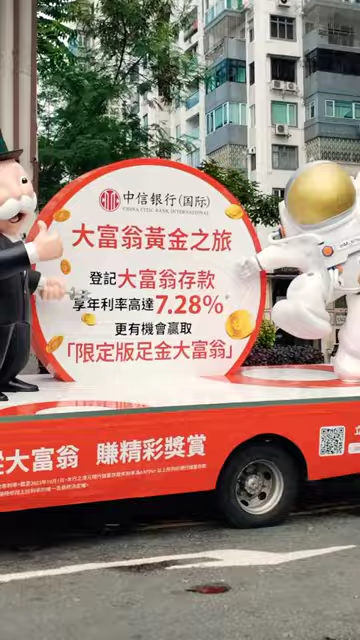 中信銀行(国际)
CHINA CITIC BANK INTERNATIONAL
大富翁黃金之旅
登記大富翁存款
享年利率高達7.28%
更有機會贏取
「限定版足金大富翁」
大富翁 賺精彩獎賞